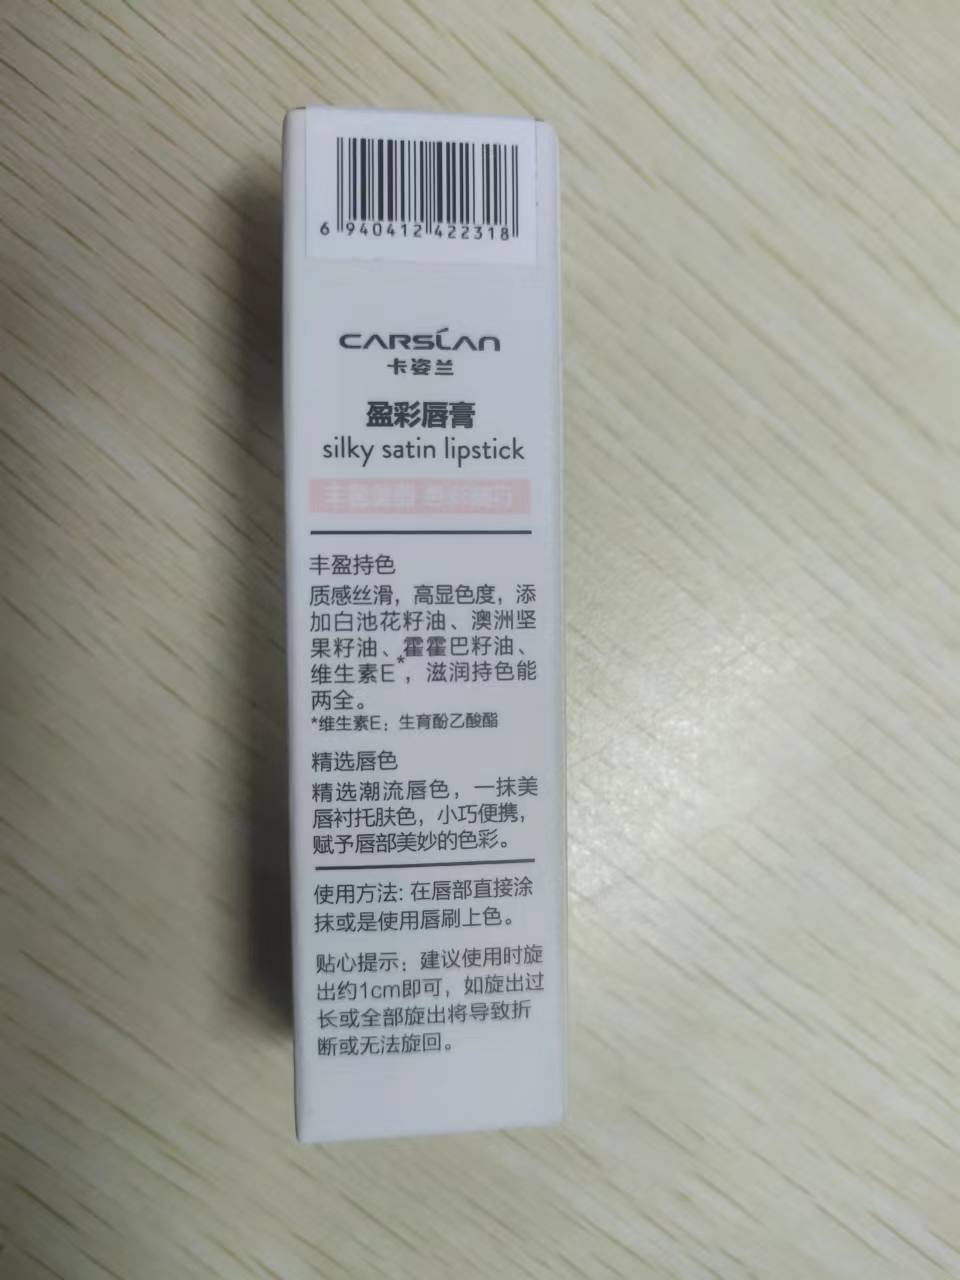 6 940412 422318
CARSLAN
卡姿兰
盈彩唇膏
silky satin lipstick
丰盈持色
质感丝滑，高显色度，添
加白池花籽油、澳洲坚
果籽油、霍霍巴籽油、
维生素E*，滋润持色能
两全。
*维生素E：生育酚乙酸酯
精选唇色
精选潮流唇色，一抹美
唇衬托肤色，小巧便携，
赋予唇部美妙的色彩。
使用方法: 在唇部直接涂
抹或是使用唇刷上色。
贴心提示：建议使用时旋
出约1cm即可，如旋出过
长或全部旋出将导致折
断或无法旋回。